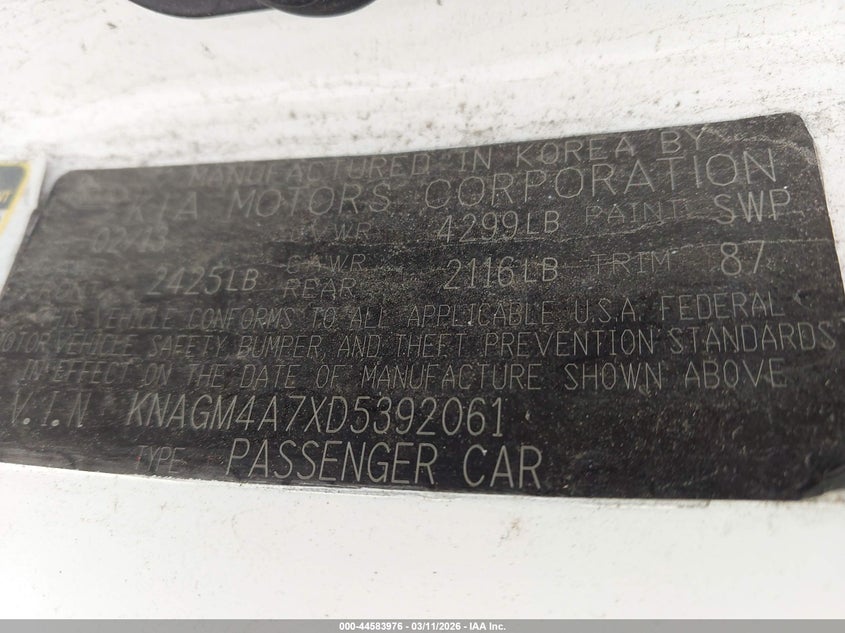 MANUFACTURED IN KOREA BY
KIA MOTORS CORPORATION
02/13 GVWR 4299LB PAINT SWP
2425LB GAWR REAR 2116LB TRIM 87
THIS VEHICLE CONFORMS TO ALL APPLICABLE U.S.A. FEDERAL
MOTOR VEHICLE SAFETY BUMPER, AND THEFT PREVENTION STANDARDS
IN EFFECT ON THE DATE OF MANUFACTURE SHOWN ABOVE
V.I.N KNAGM4A7XD5392061
TYPE PASSENGER CAR
000-44583976 - 03/11/2026 - IAA Inc.